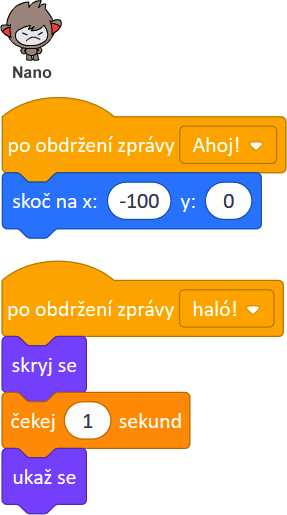 Nano
po obdržení zprávy Ahoj!
skoč na x: -100 y: 0
po obdržení zprávy haló!
skryj se
čekej 1 sekund
ukaž se